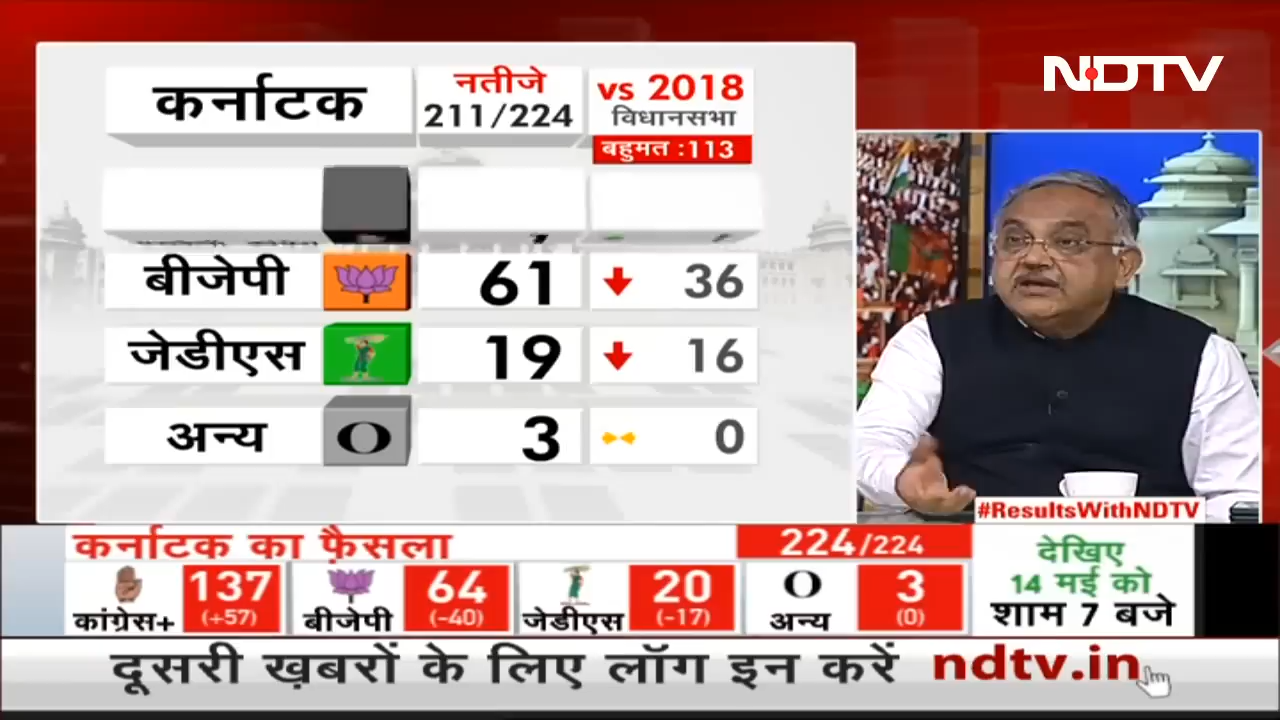 NDTV
कर्नाटक
नतीजे
211/224
vs 2018
विधानसभा
बहुमत :113
बीजेपी 61 36
जेडीएस 19 16
अन्य 0 3 0
#ResultsWithNDTV
कर्नाटक का फ़ैसला 224/224
137
(+57)
कांग्रेस+
64
(-40)
बीजेपी
20
(-17)
जेडीएस
0
3
(0)
अन्य
देखिए
14 मई को
शाम 7 बजे
दूसरी ख़बरों के लिए लॉग इन करें ndtv.in